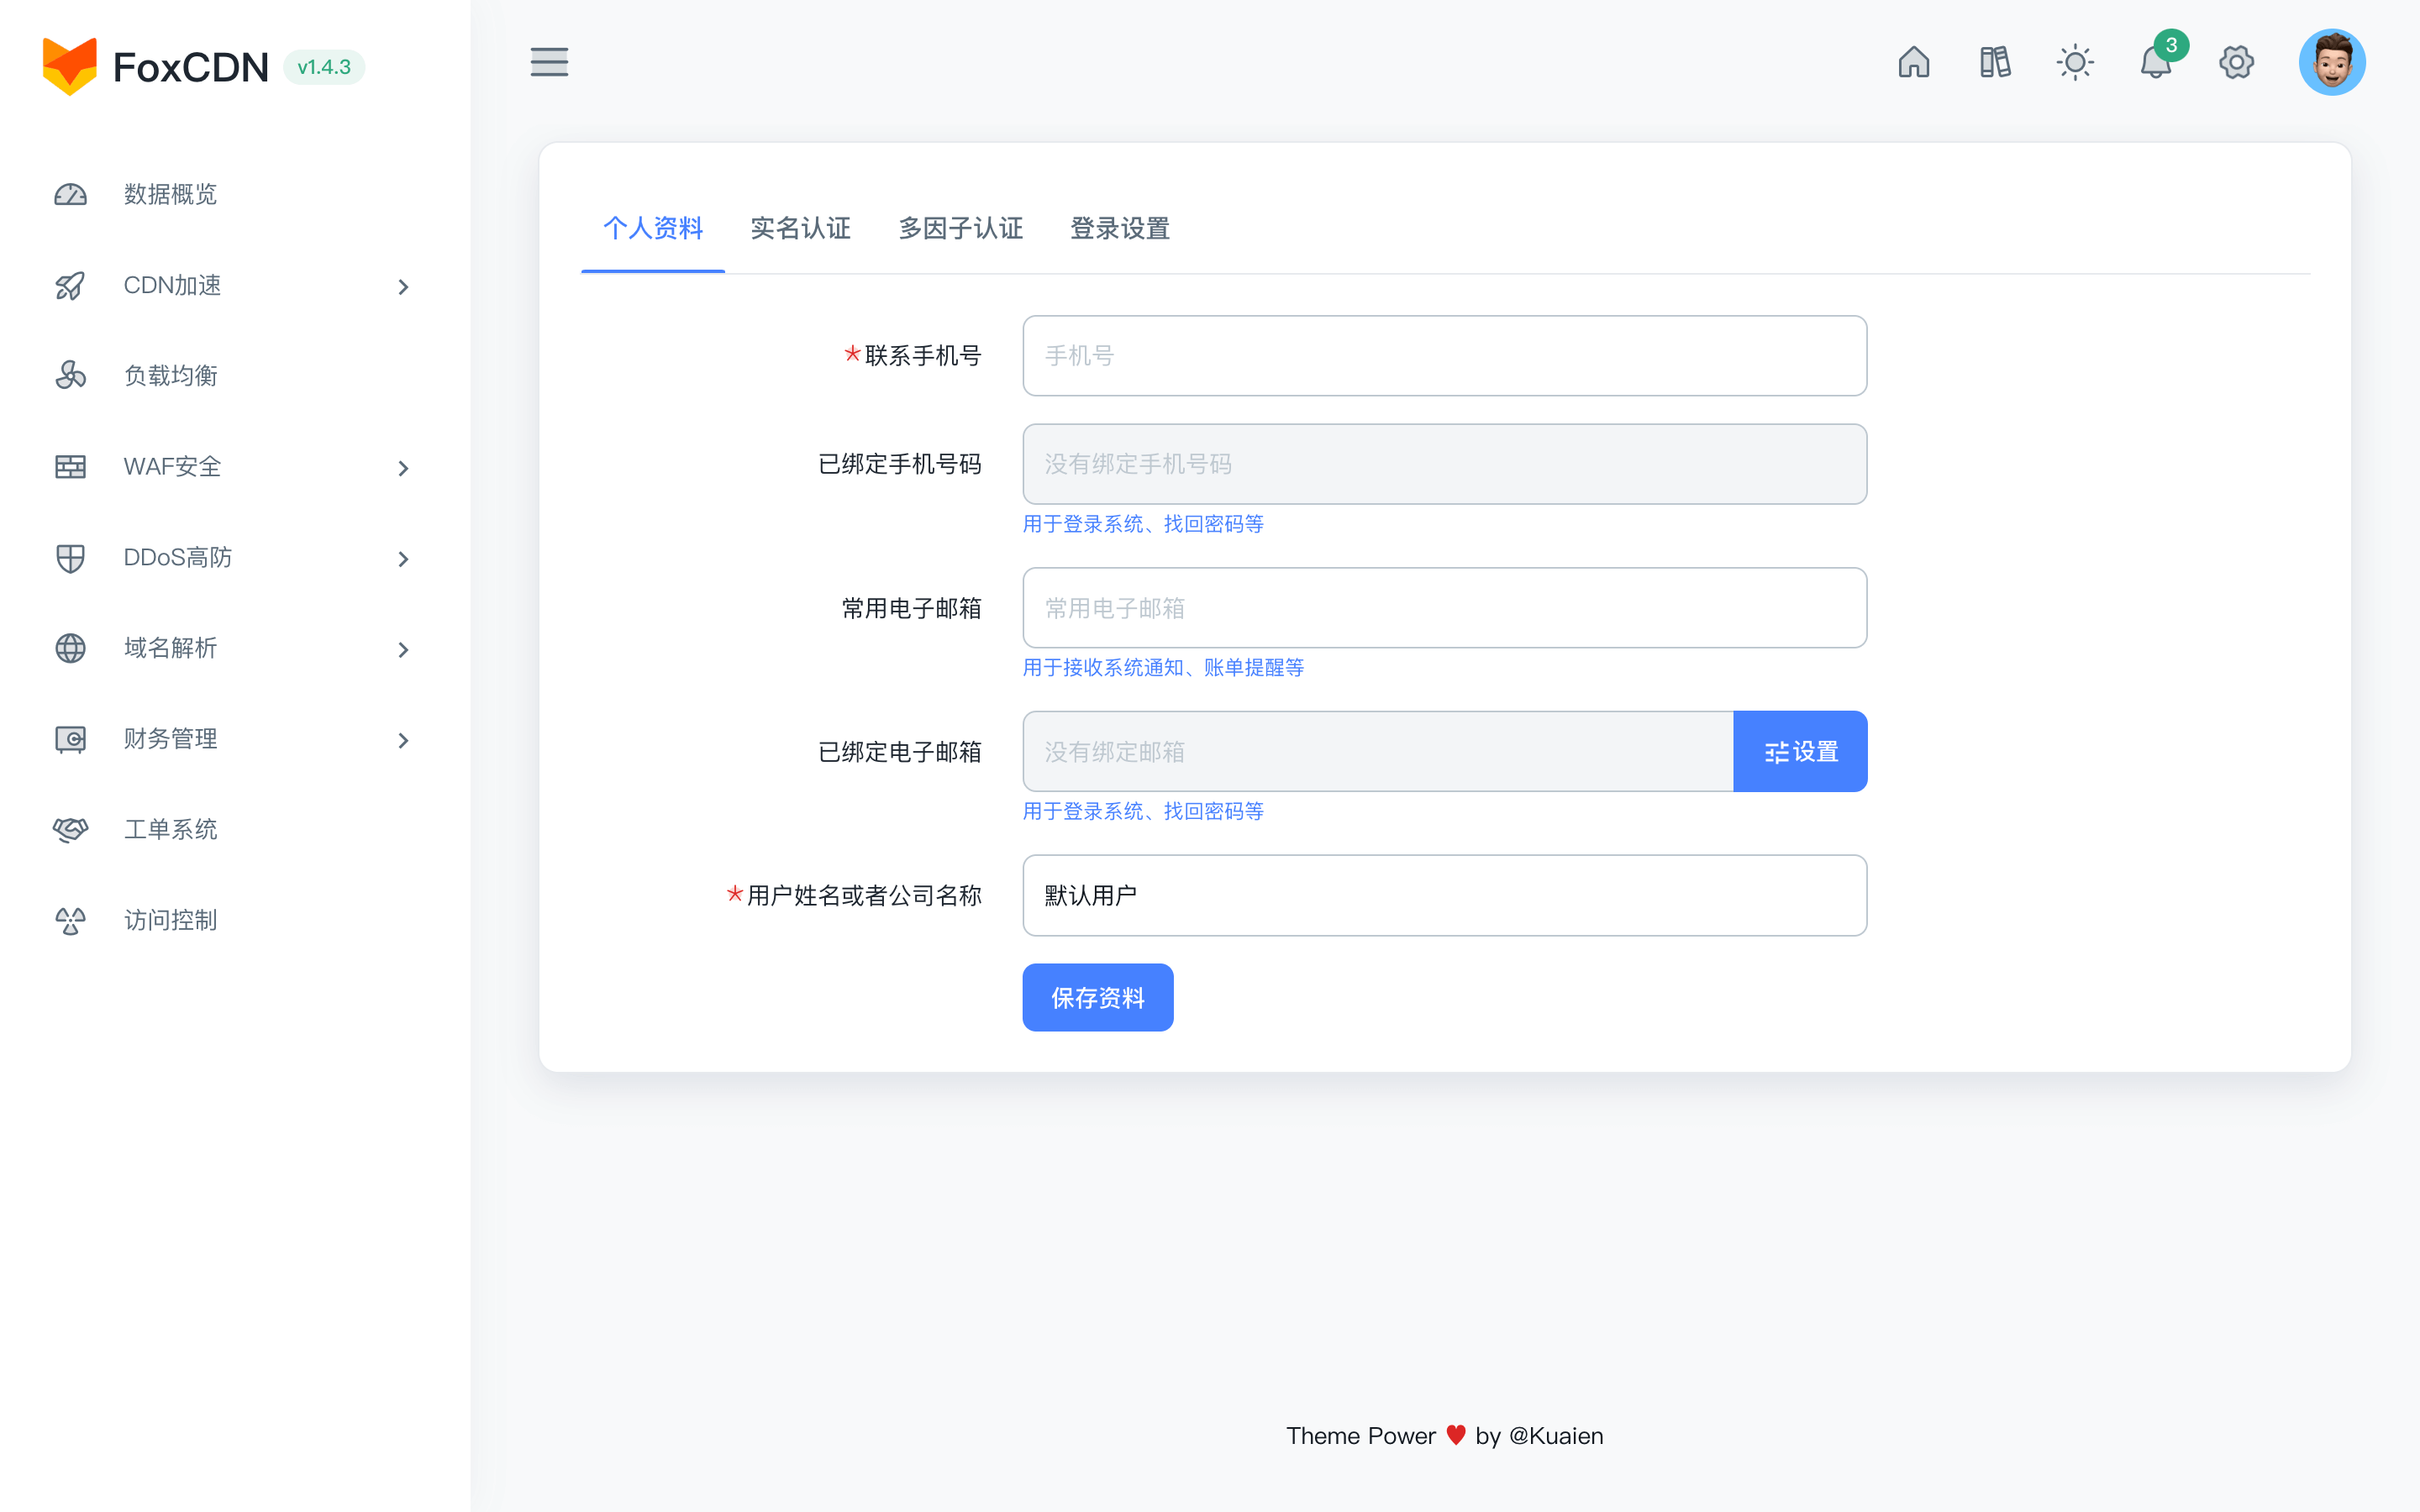 FoxCDN v1.4.3
3
数据概览
CDN加速
负载均衡
WAF安全
DDoS高防
域名解析
财务管理
工单系统
访问控制
个人资料 实名认证 多因子认证 登录设置
*联系手机号 手机号
已绑定手机号码 没有绑定手机号码
用于登录系统、找回密码等
常用电子邮箱 常用电子邮箱
用于接收系统通知、账单提醒等
已绑定电子邮箱 没有绑定邮箱 设置
用于登录系统、找回密码等
*用户姓名或者公司名称 默认用户
保存资料
Theme Power ♥ by @Kuaien